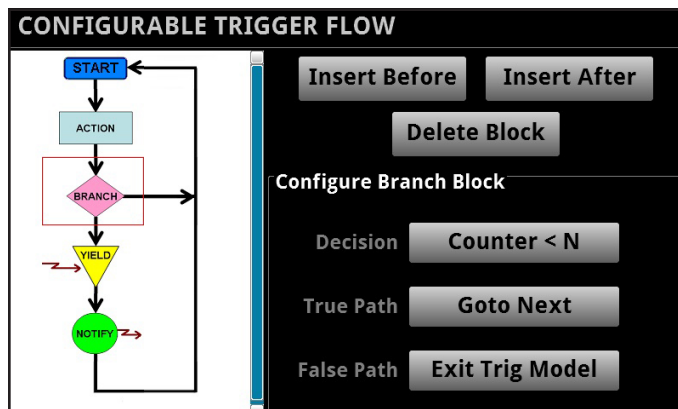 CONFIGURABLE TRIGGER FLOW
START
ACTION
BRANCH
YIELD
NOTIFY
Insert Before
Insert After
Delete Block
Configure Branch Block
Decision
Counter < N
True Path
Goto Next
False Path
Exit Trig Model